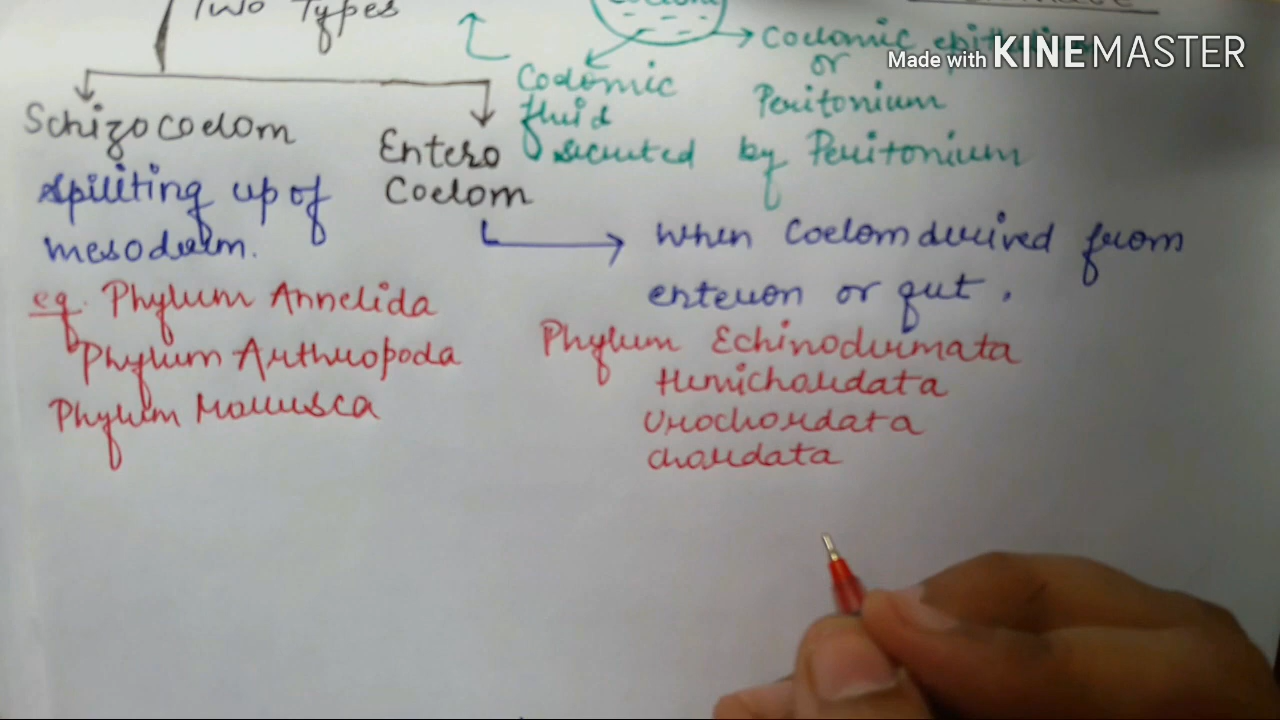 Two Types
Coelomic
Made with KINEMASTER
or
Coelomic
fluid
Peritonium
secreted by Peritonium
Schizocoelom
Entero
Coelom
spiliting up of
mesoderm.
When Coelom derived from
enteron or gut.
eg. Phylum Annelida
Phylum Arthropoda
Phylum Mollusca
Phylum Echinodermata
Hemichordata
Urochordata
chordata